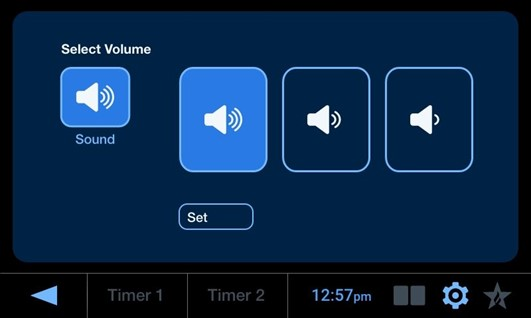 Select Volume
Sound
Set
Timer 1
Timer 2
12:57pm